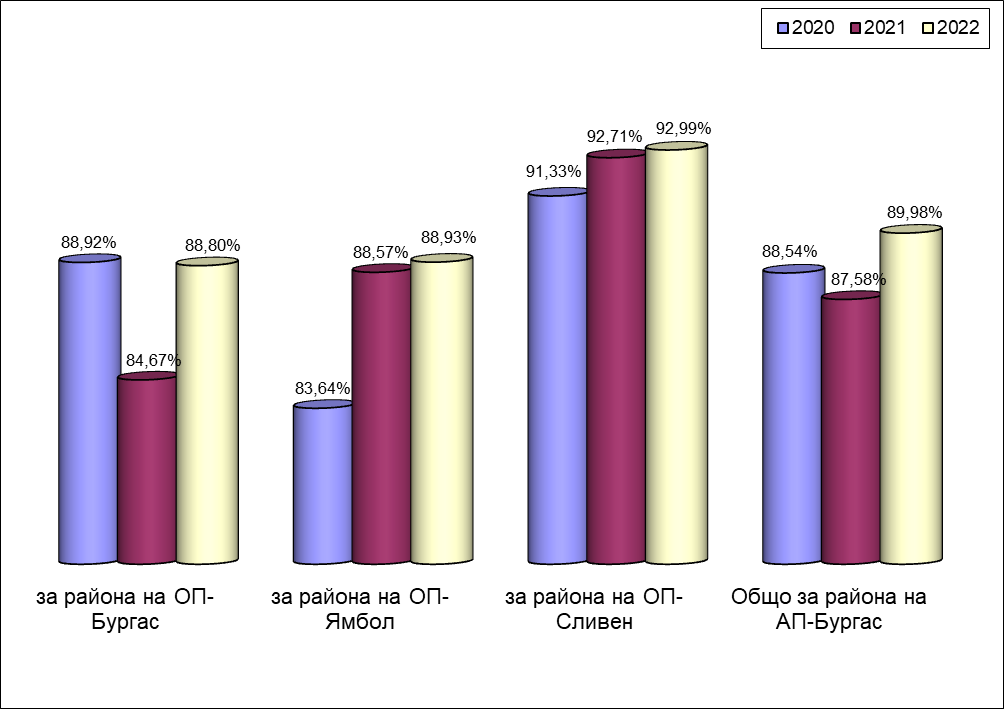 2020 2021 2022
88,92%
84,67%
88,80%
83,64%
88,57%
88,93%
91,33%
92,71%
92,99%
88,54%
87,58%
89,98%
за района на ОП-
Бургас
за района на ОП-
Ямбол
за района на ОП-
Сливен
Общо за района на
АП-Бургас